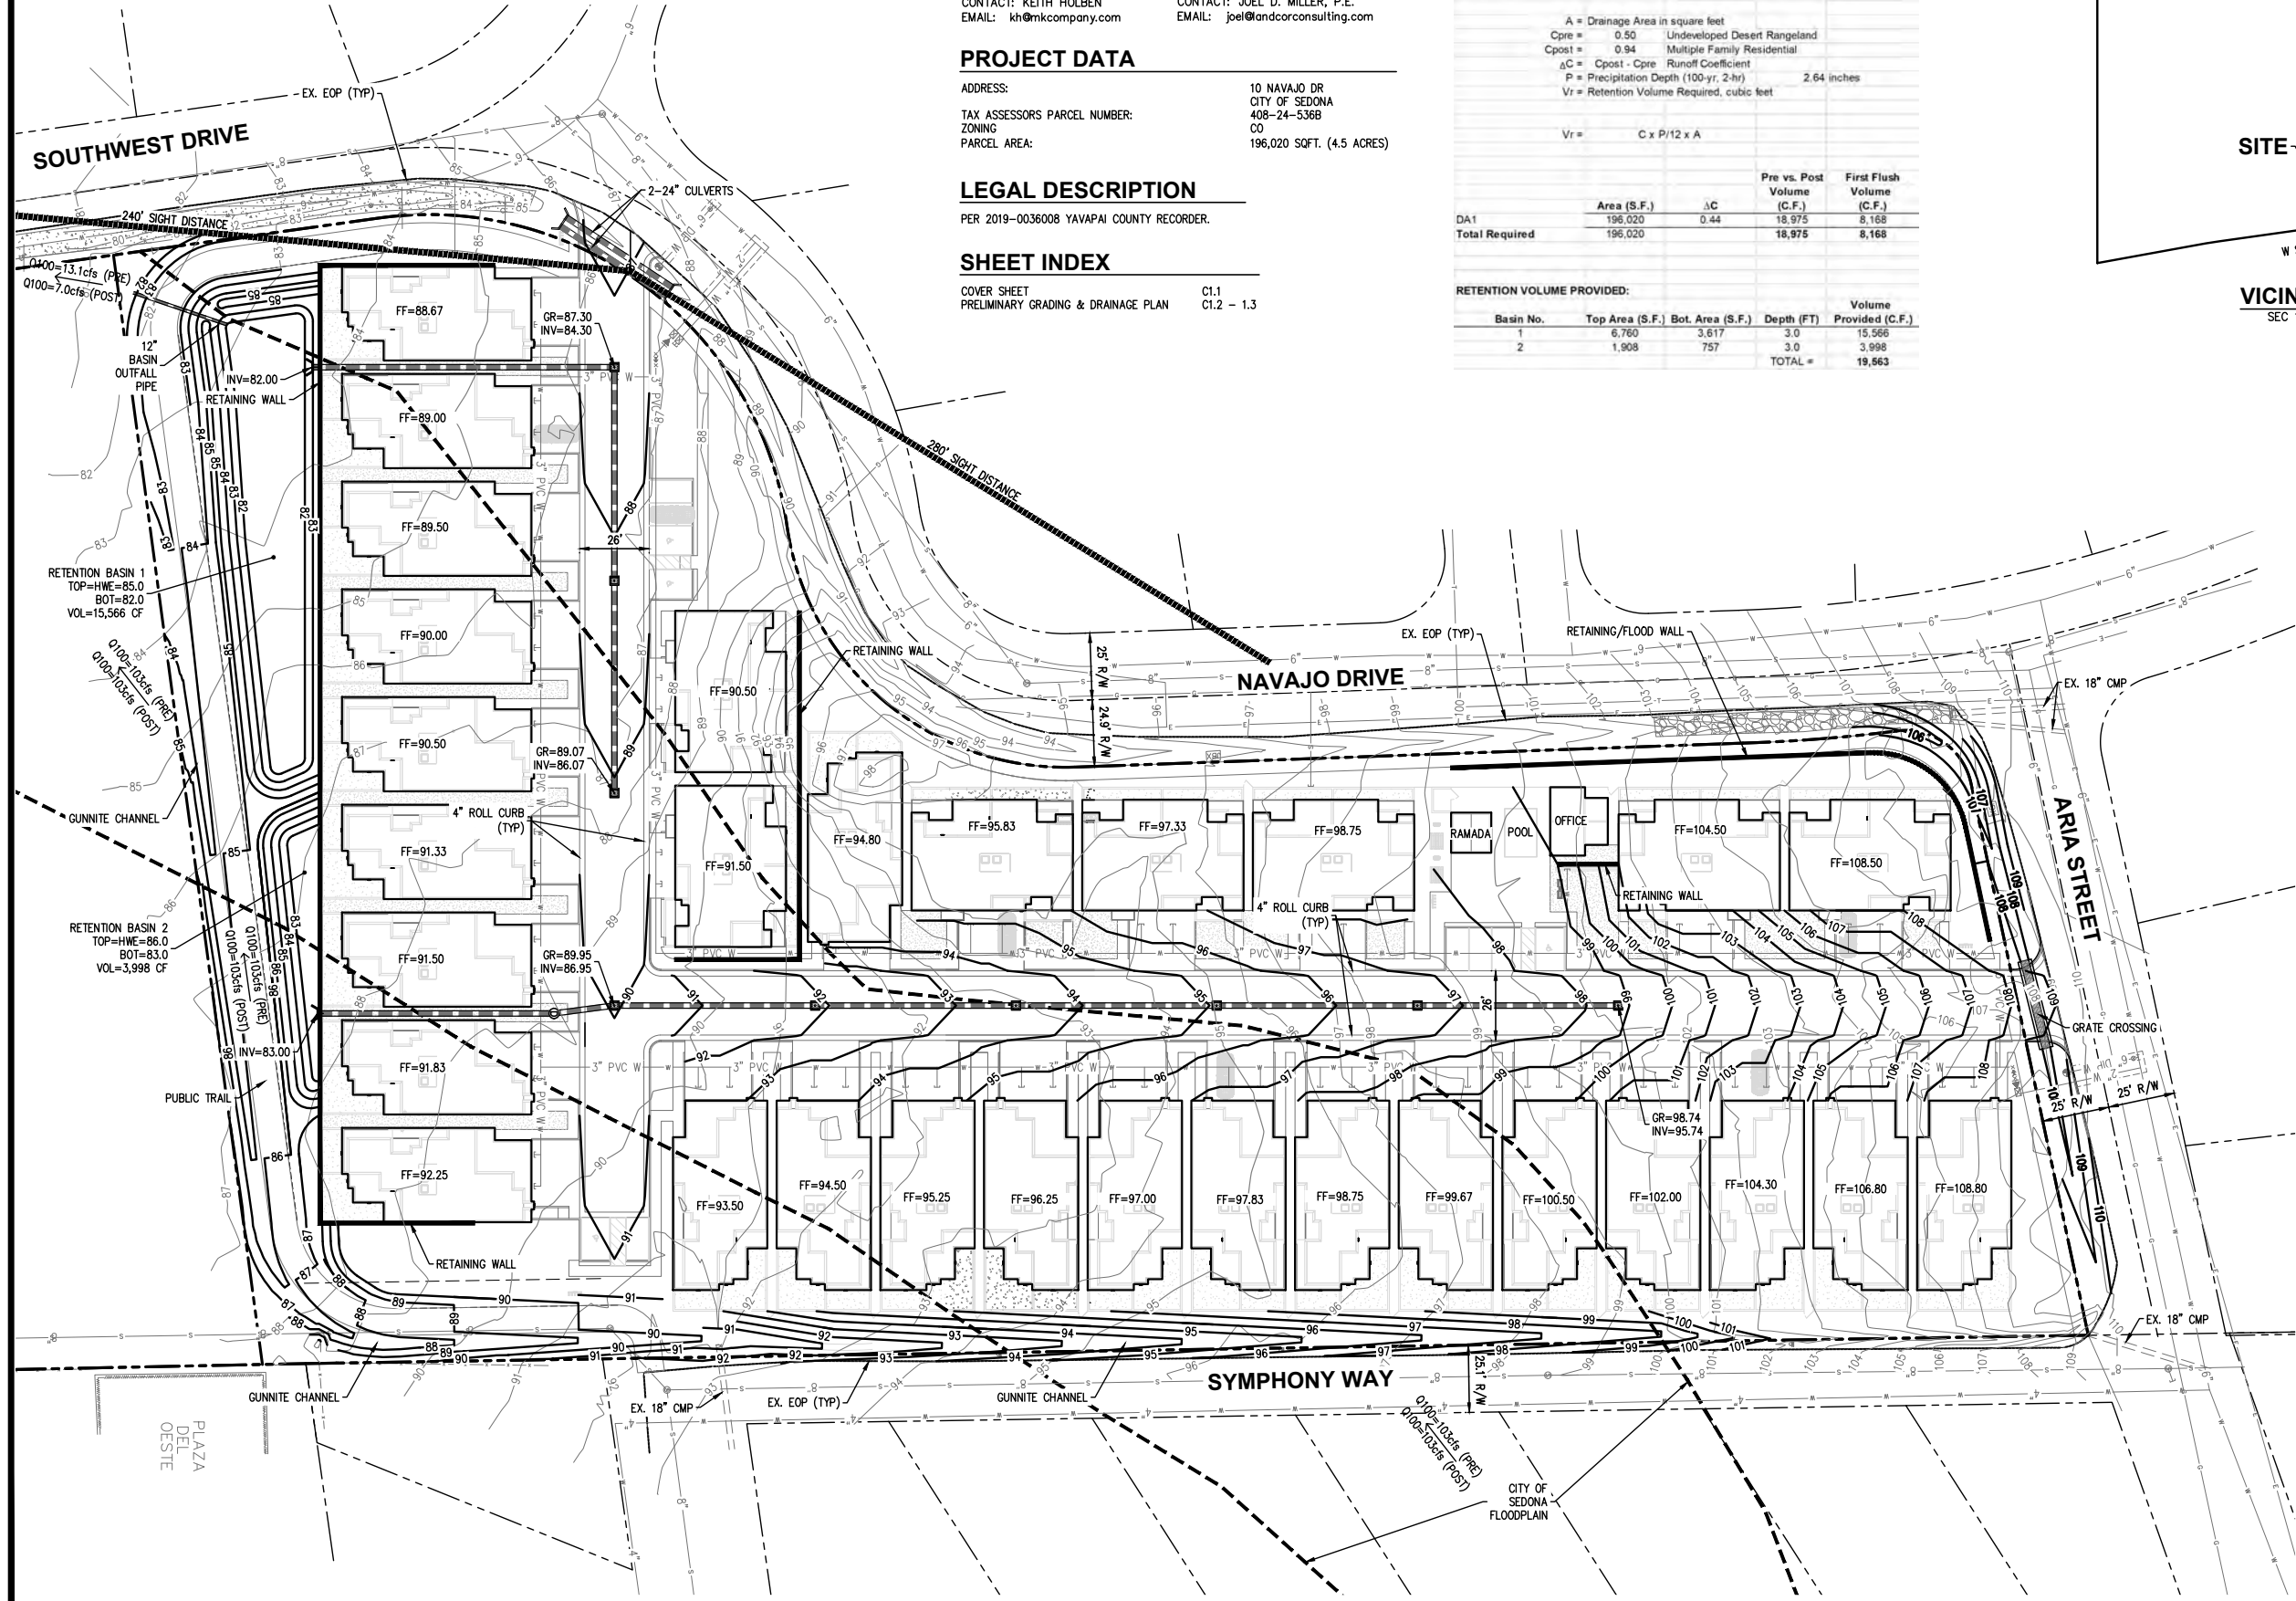 CONTACT: KEITH HOLBEN
EMAIL: kh@mkcompany.com
CONTACT: JOEL D. MILLER, P.E.
EMAIL: joel@landcorconsulting.com
PROJECT DATA
ADDRESS: 10 NAVAJO DR
CITY OF SEDONA
TAX ASSESSORS PARCEL NUMBER: 408-24-536B
ZONING CO
PARCEL AREA: 196,020 SQFT. (4.5 ACRES)
LEGAL DESCRIPTION
PER 2019-0036008 YAVAPAI COUNTY RECORDER.
SHEET INDEX
COVER SHEET C1.1
PRELIMINARY GRADING & DRAINAGE PLAN C1.2 - 1.3
A = Drainage Area in square feet
Cpre = 0.50 Undeveloped Desert Rangeland
Cpost = 0.94 Multiple Family Residential
ΔC = Cpost - Cpre Runoff Coefficient
P = Precipitation Depth (100-yr, 2-hr) 2.64 inches
Vr = Retention Volume Required, cubic feet
Vr = C x P/12 x A
Pre vs. Post First Flush
Volume Volume
Area (S.F.) ΔC (C.F.) (C.F.)
DA1 196,020 0.44 18,975 8,168
Total Required 196,020 18,975 8,168
RETENTION VOLUME PROVIDED:
Volume
Basin No. Top Area (S.F.) Bot. Area (S.F.) Depth (FT) Provided (C.F.)
1 6,760 3,617 3.0 15,566
2 1,908 757 3.0 3,998
TOTAL = 19,563
SITE
VICIN
SEC
EX. EOP (TYP)
SOUTHWEST DRIVE
240' SIGHT DISTANCE
2-24" CULVERTS
Q100=13.1cfs (PRE)
Q100=7.0cfs (POST)
12"
BASIN
OUTFALL
PIPE
INV=82.00
RETAINING WALL
GR=87.30
INV=84.30
FF=88.67
FF=89.00
FF=89.50
FF=90.00
FF=90.50
FF=91.33
FF=91.50
FF=91.83
FF=92.25
26'
280' SIGHT DISTANCE
RETENTION BASIN 1
TOP=HWE=85.0
BOT=82.0
VOL=15,566 CF
Q100=103cfs (PRE)
Q100=103cfs (POST)
GUNNITE CHANNEL
4" ROLL CURB
(TYP)
GR=89.07
INV=86.07
FF=90.50
FF=91.50
RETAINING WALL
RETENTION BASIN 2
TOP=HWE=86.0
BOT=83.0
VOL=3,998 CF
Q100=103cfs (PRE)
Q100=103cfs (POST)
GR=89.95
INV=86.95
INV=83.00
PUBLIC TRAIL
RETAINING WALL
25' R/W
24.9' R/W
NAVAJO DRIVE
EX. EOP (TYP)
RETAINING/FLOOD WALL
EX. 18" CMP
ARIA STREET
FF=94.80
FF=95.83
FF=97.33
FF=98.75
RAMADA
POOL
OFFICE
FF=104.50
FF=108.50
RETAINING WALL
4" ROLL CURB
(TYP)
26'
3" PVC W
GRATE CROSSING
25' R/W
25' R/W
GR=98.74
INV=95.74
FF=93.50
FF=94.50
FF=95.25
FF=96.25
FF=97.00
FF=97.83
FF=98.75
FF=99.67
FF=100.50
FF=102.00
FF=104.30
FF=106.80
FF=108.80
GUNNITE CHANNEL
EX. 18" CMP
EX. EOP (TYP)
GUNNITE CHANNEL
SYMPHONY WAY
25.1' R/W
EX. 18" CMP
Q100=103cfs (PRE)
Q100=103cfs (POST)
CITY OF
SEDONA
FLOODPLAIN
PLAZA
DEL
OESTE